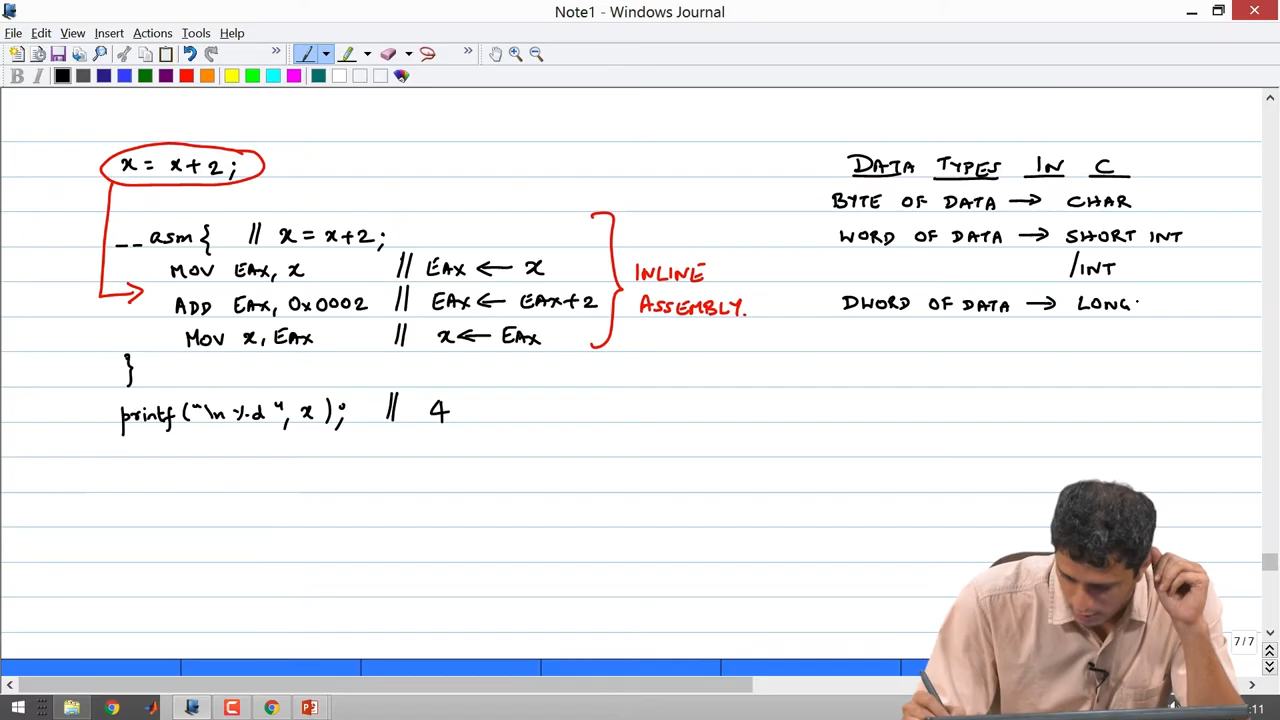 Note1 - Windows Journal
File Edit View Insert Actions Tools Help
x = x+2;
__asm{ // x = x+2;
MOV EAX, x // EAX ← x
ADD EAX, 0x0002 // EAX ← EAX+2
MOV x, EAX // x ← EAX
}
printf("\n %d", x); // 4
INLINE
ASSEMBLY.
DATA TYPES IN C
BYTE OF DATA → CHAR
WORD OF DATA → SHORT INT
/INT
DWORD OF DATA → LONG
7/7
:11